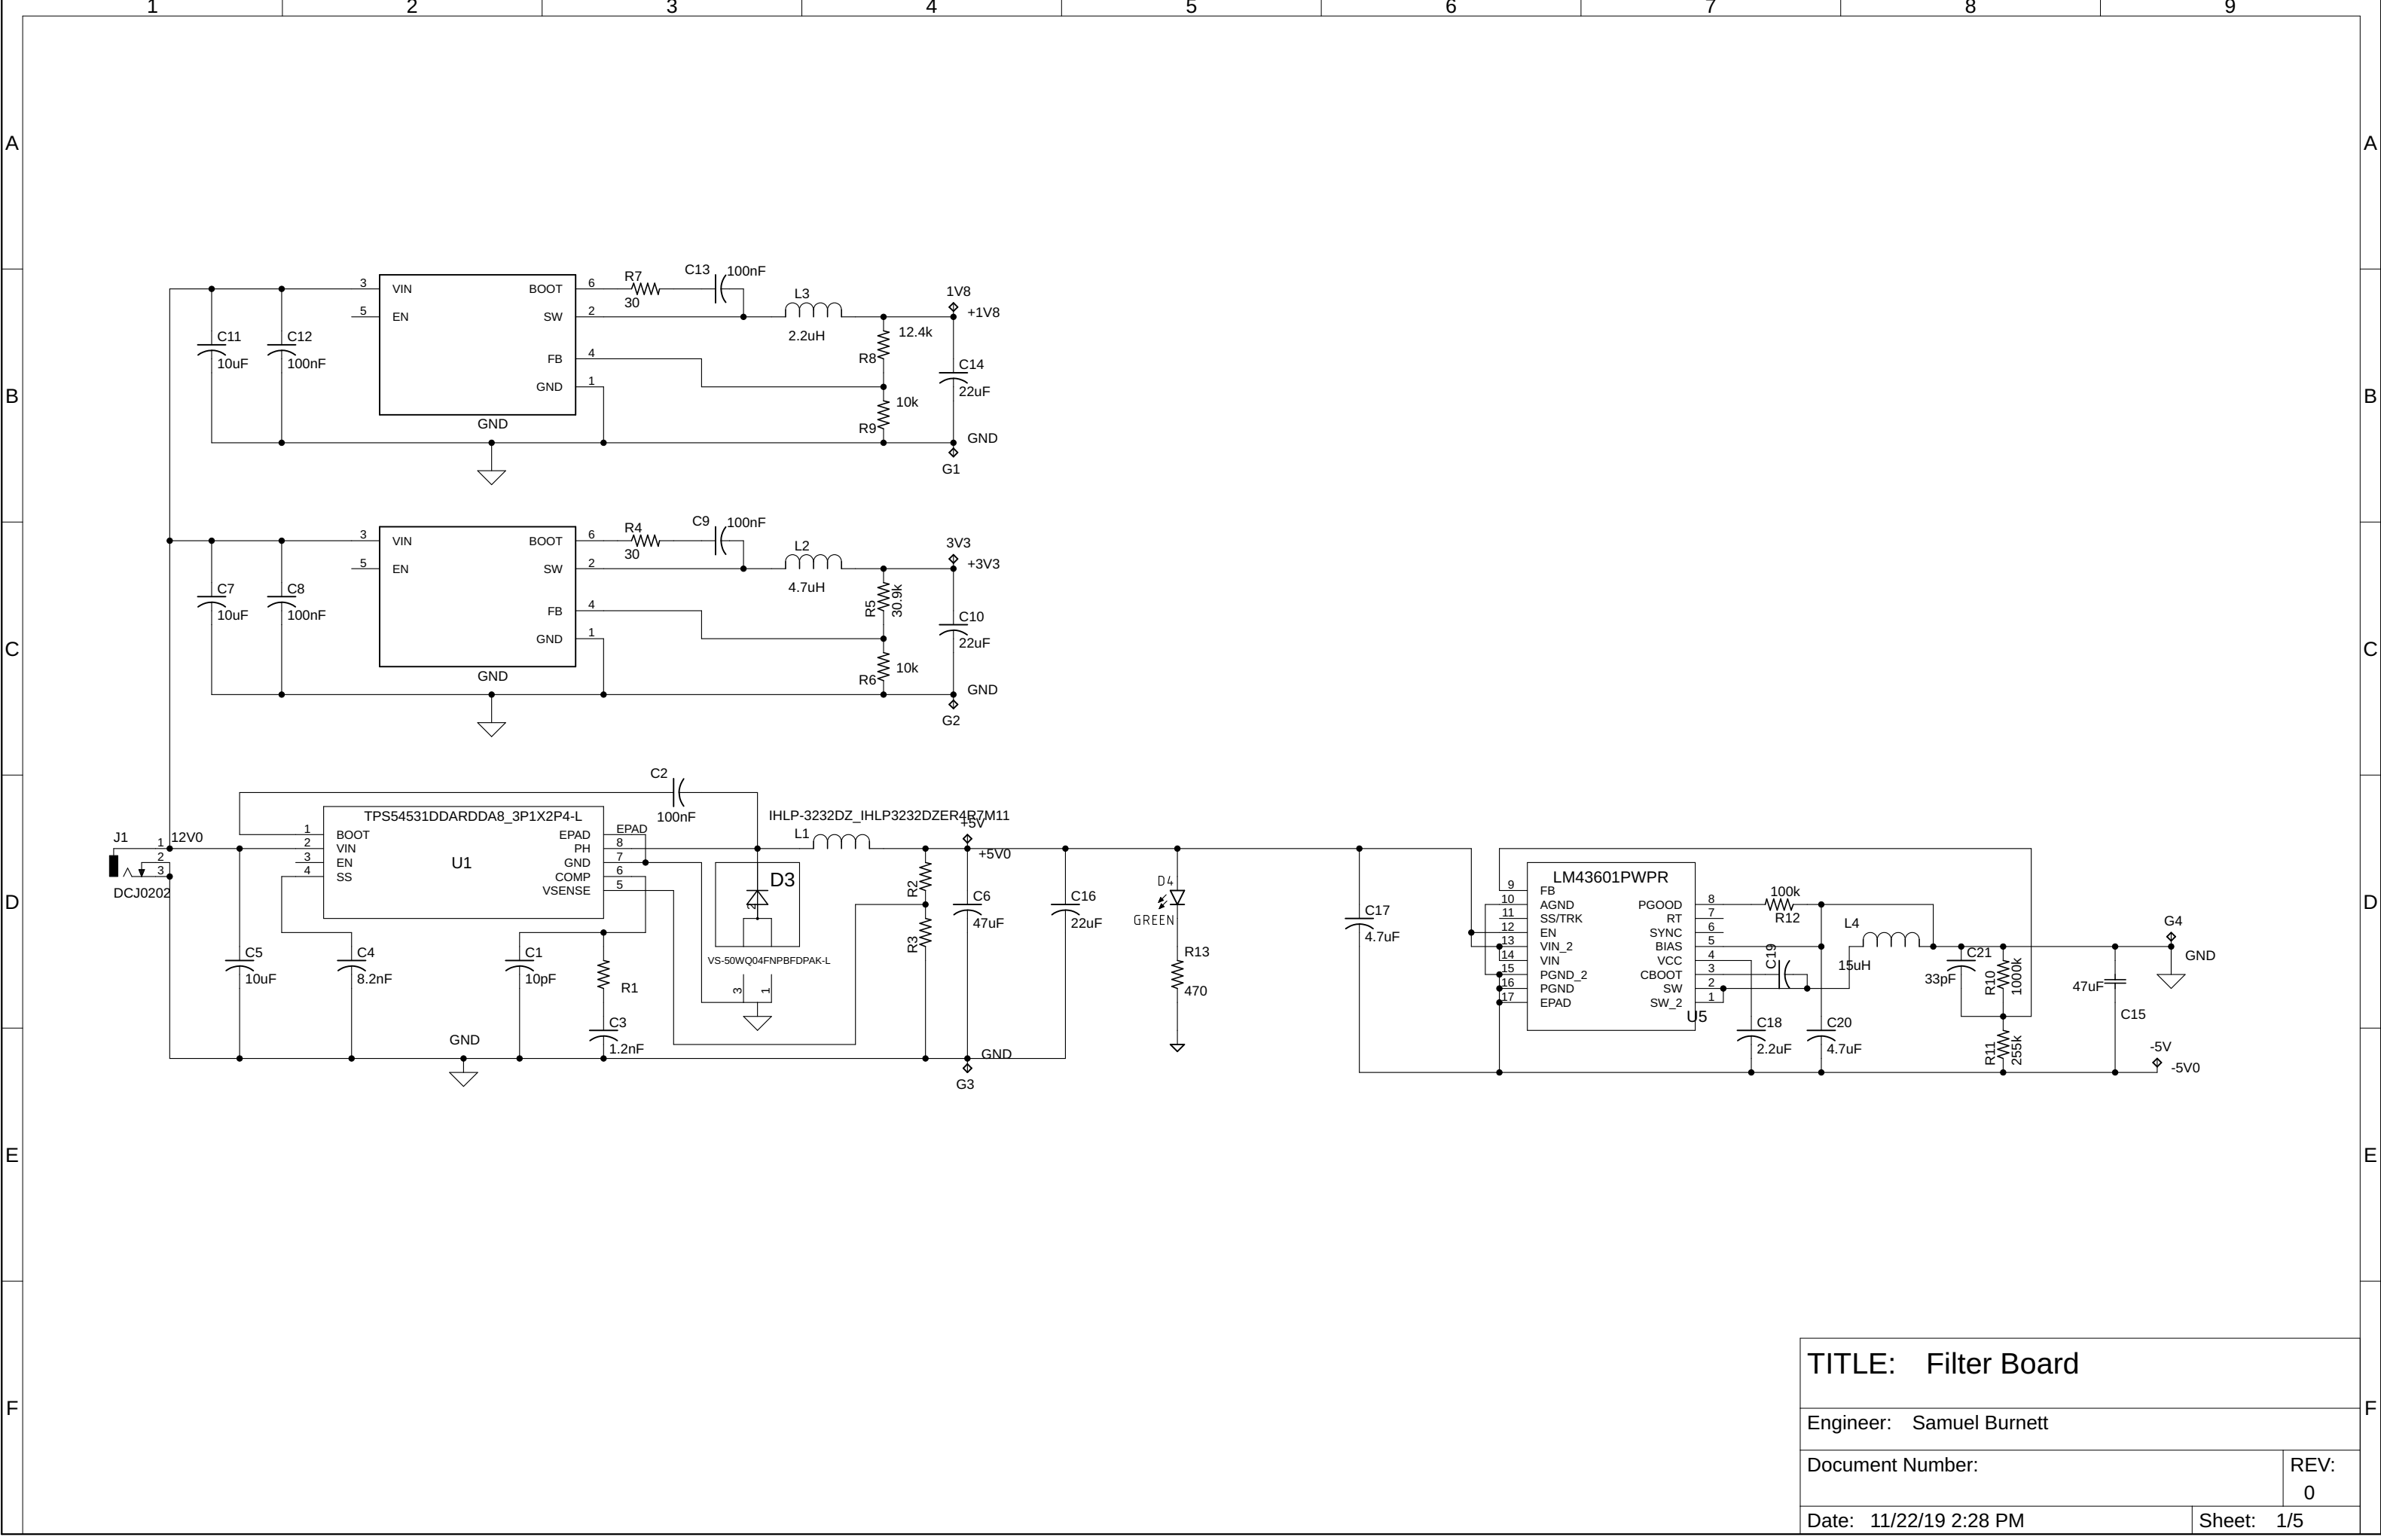 1 2 3 4 5 6 7 8 9
A A
R7 C13 100nF
3 VIN BOOT 6
30
L3
1V8
+1V8
5 EN SW 2
C11 C12
2.2uH
12.4k
10uF 100nF
FB 4
R8
C14
GND 1
22uF
B B
10k
GND
R9
GND
G1
R4 C9 100nF
3 VIN BOOT 6
30
L2
3V3
+3V3
5 EN SW 2
C7 C8
4.7uH
R5 30.9k
10uF 100nF
FB 4
C10
GND 1
22uF
C C
10k
GND
R6
GND
G2
C2
100nF
TPS54531DDARDDA8_3P1X2P4-L
IHLP-3232DZ_IHLP3232DZER4R7M11
+5V
J1 1 12V0
2
3
DCJ0202
1 BOOT EPAD EPAD
2 VIN PH 8
3 EN GND 7
4 SS COMP 6
VSENSE 5
U1
L1
+5V0
D3
2
VS-50WQ04FNPBFDPAK-L
3 1
R2
R3
C6
47uF
C16
22uF
D4
GREEN
R13
470
C17
4.7uF
C5
10uF
C4
8.2nF
C1
10pF
R1
C3
1.2nF
GND
GND
G3
LM43601PWPR
9 FB
10 AGND PGOOD 8
11 SS/TRK RT 7
12 EN SYNC 6
13 VIN_2 BIAS 5
14 VIN VCC 4
15 PGND_2 CBOOT 3
16 PGND SW 2
17 EPAD SW_2 1
U5
100k
R12
C19
L4
15uH
C21
33pF
R10 1000k
R11 255k
C18
2.2uF
C20
4.7uF
47uF
C15
G4
GND
-5V
-5V0
D D
E E
F F
TITLE: Filter Board
Engineer: Samuel Burnett
Document Number:
REV:
0
Date: 11/22/19 2:28 PM
Sheet: 1/5